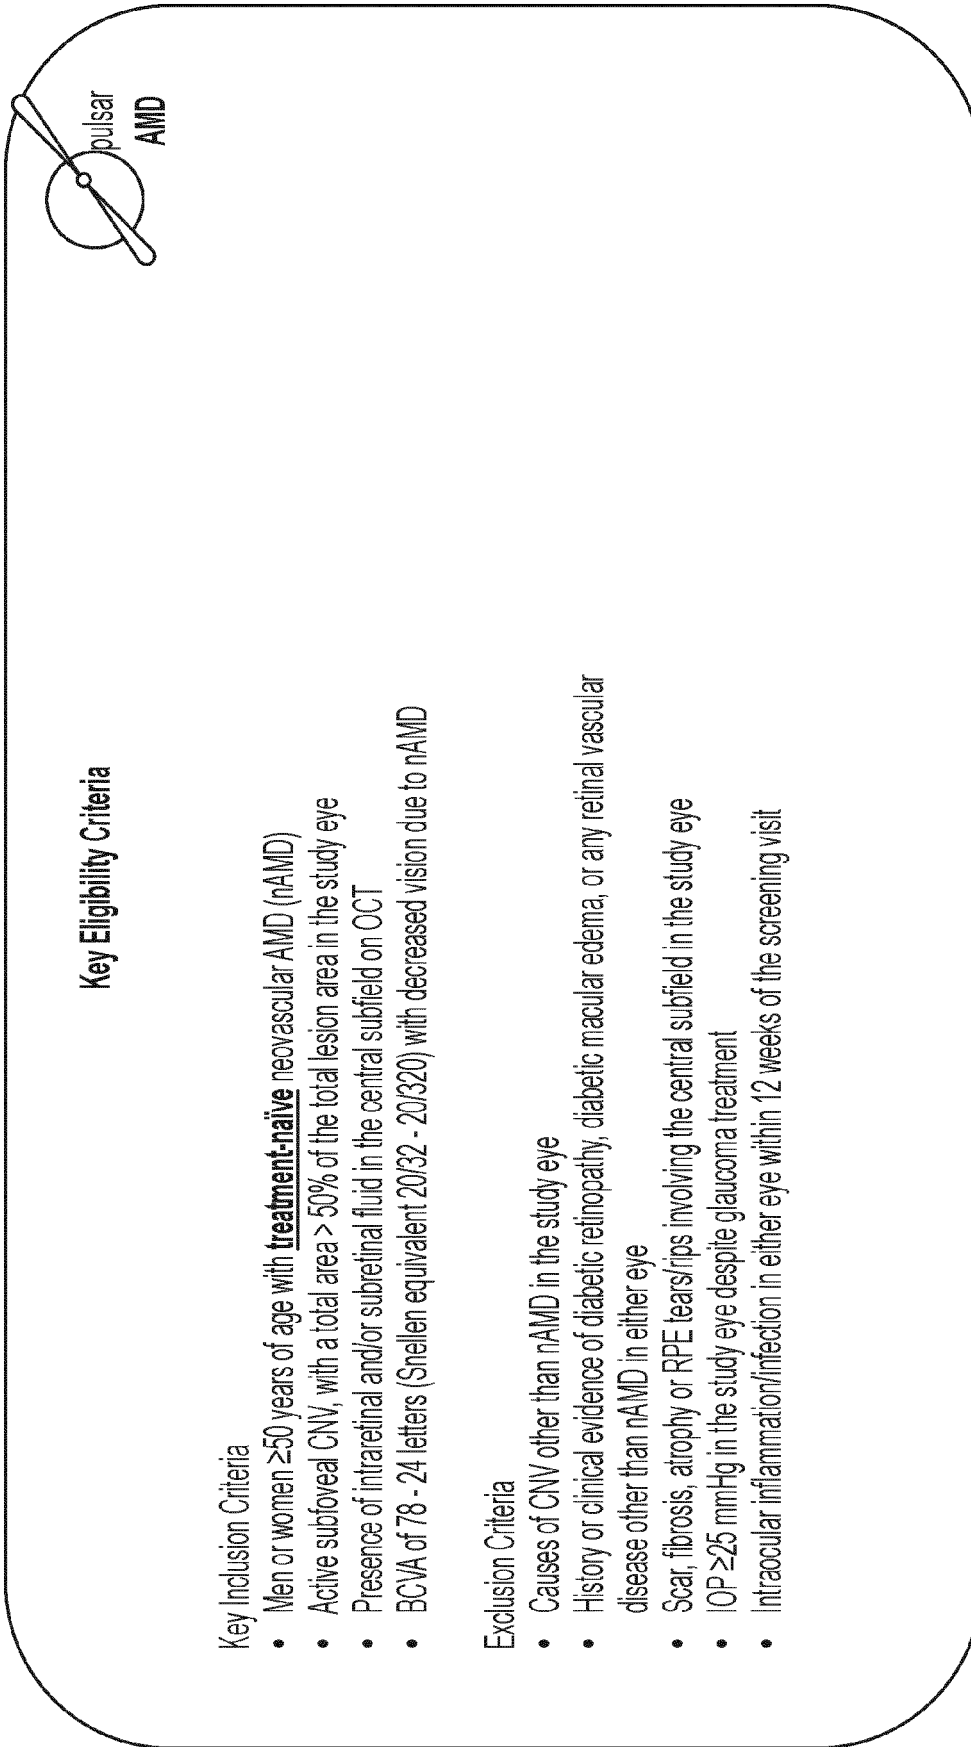 pulsar
AMD
Key Eligibility Criteria
Key Inclusion Criteria
• Men or women ≥50 years of age with treatment-naïve neovascular AMD (nAMD)
• Active subfoveal CNV, with a total area > 50% of the total lesion area in the study eye
• Presence of intraretinal and/or subretinal fluid in the central subfield on OCT
• BCVA of 78 - 24 letters (Snellen equivalent 20/32 - 20/320) with decreased vision due to nAMD
Exclusion Criteria
• Causes of CNV other than nAMD in the study eye
• History or clinical evidence of diabetic retinopathy, diabetic macular edema, or any retinal vascular
disease other than nAMD in either eye
• Scar, fibrosis, atrophy or RPE tears/rips involving the central subfield in the study eye
• IOP ≥25 mmHg in the study eye despite glaucoma treatment
• Intraocular inflammation/infection in either eye within 12 weeks of the screening visit